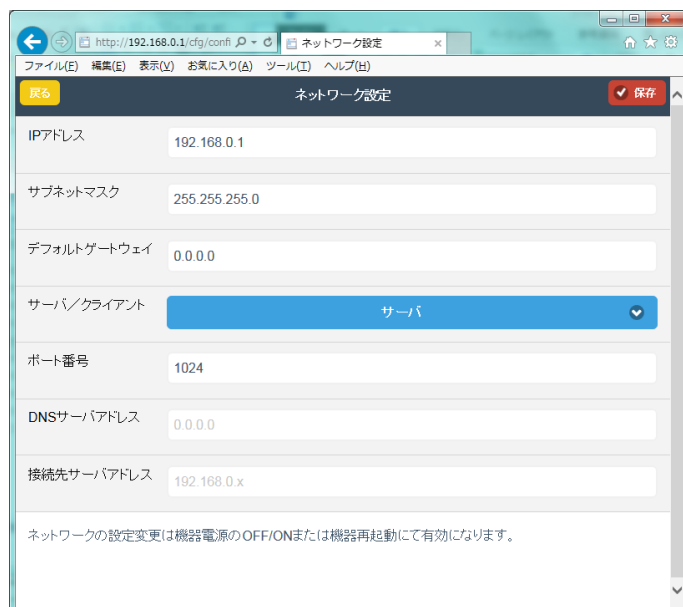 http://192.168.0.1/cfg/confi
ネットワーク設定
ファイル(F) 編集(E) 表示(V) お気に入り(A) ツール(T) ヘルプ(H)
戻る ネットワーク設定 保存
IPアドレス 192.168.0.1
サブネットマスク 255.255.255.0
デフォルトゲートウェイ 0.0.0.0
サーバ／クライアント サーバ
ポート番号 1024
DNSサーバアドレス 0.0.0.0
接続先サーバアドレス 192.168.0.x
ネットワークの設定変更は機器電源のOFF/ONまたは機器再起動にて有効になります。